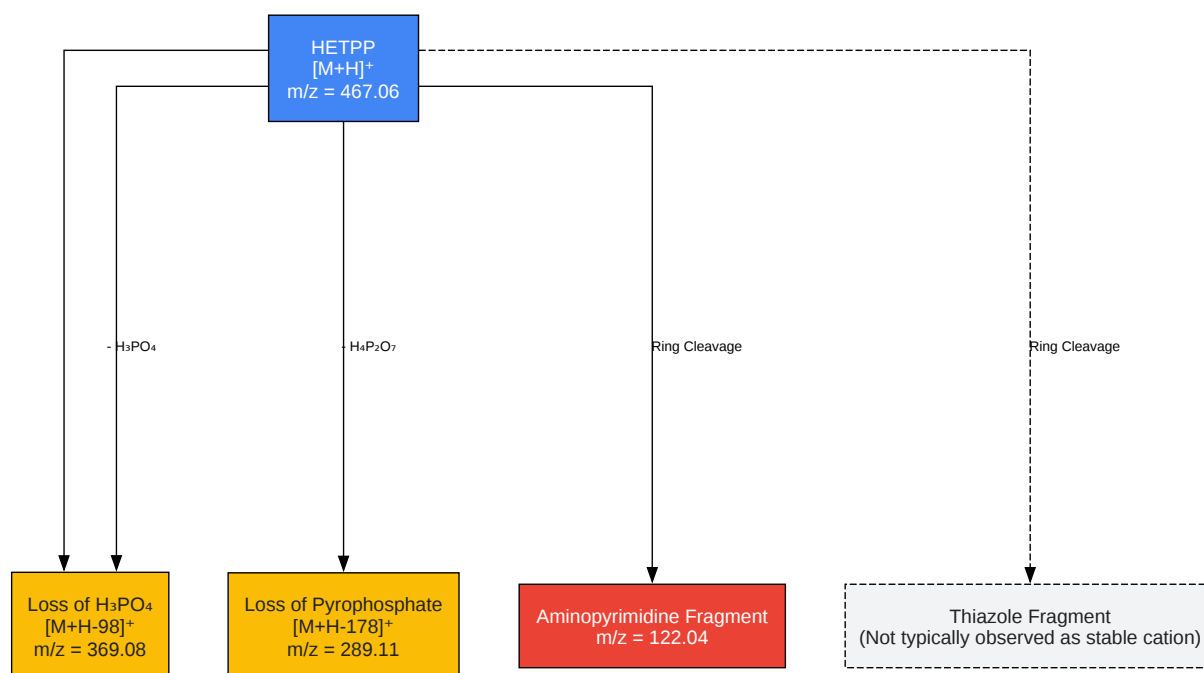 HETPP
[M+H]⁺
m/z = 467.06
- H₃PO₄
- H₄P₂O₇
Ring Cleavage
Ring Cleavage
Loss of H₃PO₄
[M+H-98]⁺
m/z = 369.08
Loss of Pyrophosphate
[M+H-178]⁺
m/z = 289.11
Aminopyrimidine Fragment
m/z = 122.04
Thiazole Fragment
(Not typically observed as stable cation)